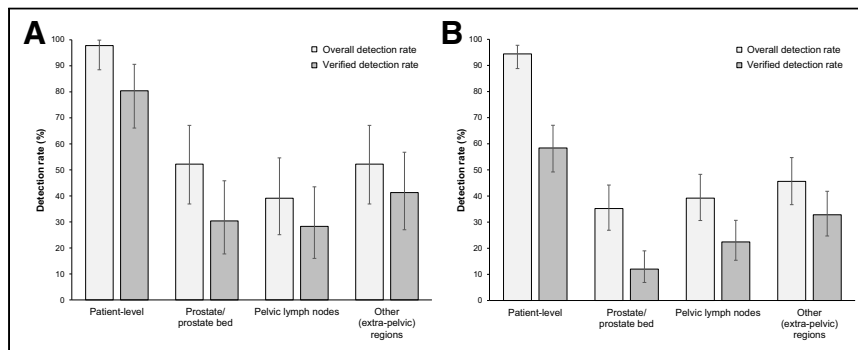 A
Detection rate (%)
100
90
80
70
60
50
40
30
20
10
0
Overall detection rate
Verified detection rate
Patient-level
Prostate/
prostate bed
Pelvic lymph nodes
Other
(extra-pelvic)
regions
B
Detection rate (%)
100
90
80
70
60
50
40
30
20
10
0
Overall detection rate
Verified detection rate
Patient-level
Prostate/
prostate bed
Pelvic lymph nodes
Other
(extra-pelvic)
regions